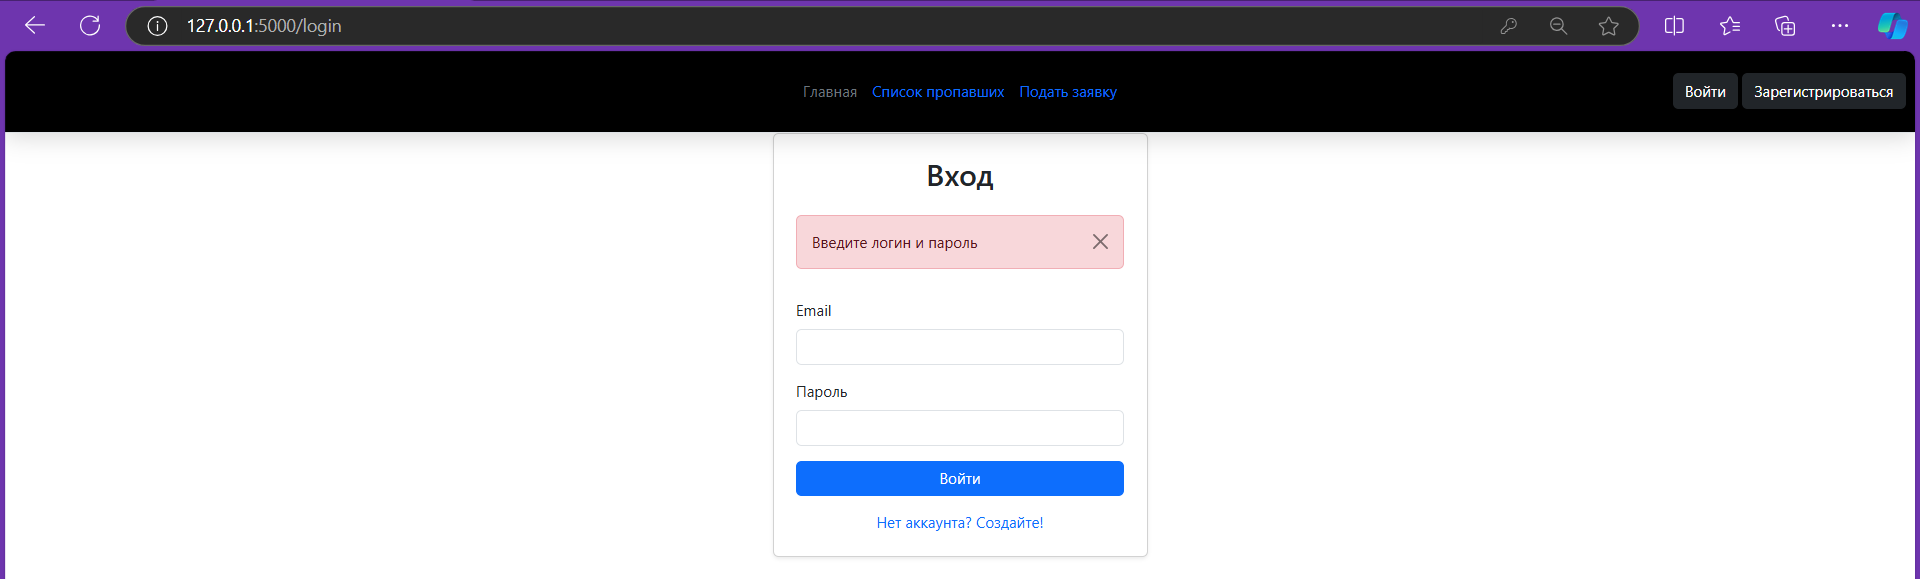 127.0.0.1:5000/login
Главная Список пропавших Подать заявку Войти Зарегистрироваться
Вход
Введите логин и пароль
Email
Пароль
Войти
Нет аккаунта? Создайте!